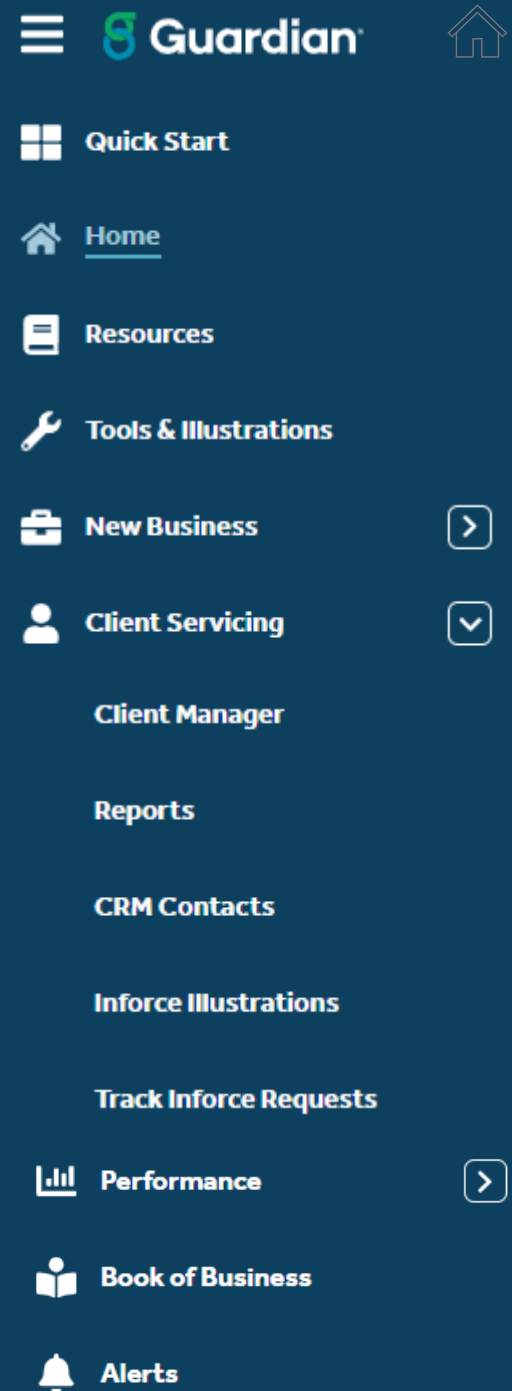 Guardian
Quick Start
Home
Resources
Tools & Illustrations
New Business
Client Servicing
Client Manager
Reports
CRM Contacts
Inforce Illustrations
Track Inforce Requests
Performance
Book of Business
Alerts